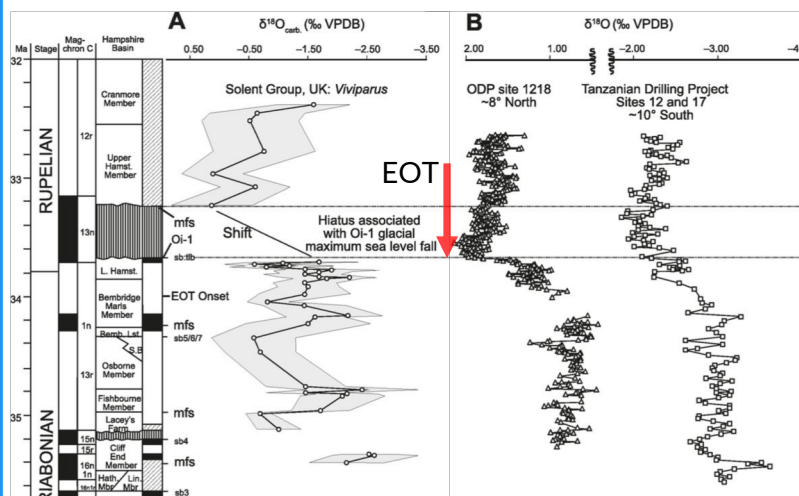 A
B
δ¹⁸O carb. (‰ VPDB)
δ¹⁸O (‰ VPDB)
Ma
Stage
Mag-
chron C
Hampshire
Basin
0.50
−0.50
−1.50
−2.50
−3.50
2.00
1.00
−2.00
−3.00
4
32
33
34
35
RUPELIAN
RIABONIAN
12r
13n
1n
13r
15n
15r
16n
1n
Cranmore
Member
Upper
Hamst.
Member
L. Hamst.
Bembridge
Marls
Member
Bemb. Lst.
S.B
Osborne
Member
Fishbourne
Member
Lacey's
Farm
Cliff
End
Member
Hath.
Mbr
Lin.
Mbr
mfs
Oi-1
EOT Onset
mfs
sb5/6/7
mfs
sb4
mfs
sb3
Solent Group, UK: Viviparus
Shift
Hiatus associated
with Oi-1 glacial
maximum sea level fall
EOT
ODP site 1218
~8° North
Tanzanian Drilling Project
Sites 12 and 17
~10° South